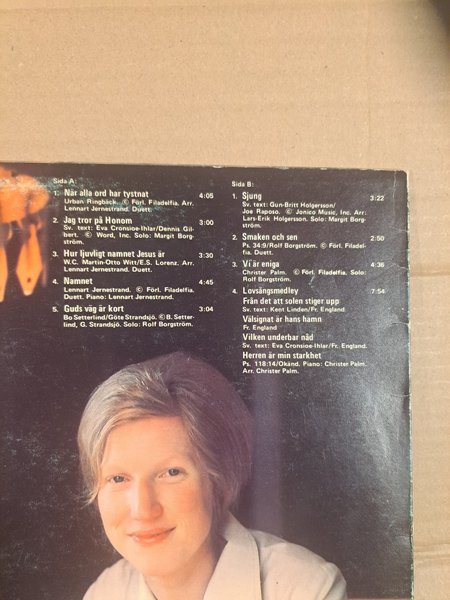 Sida A:
1. När alla ord har tystnat 4:05
Urban Ringbäck. © Förl. Filadelfia. Arr.
Lennart Jernestrand. Duett.
2. Jag tror på Honom 3:00
Sv. text: Eva Cronsioe-Ihlar/Dennis Gil-
bert. © Word, Inc. Solo: Margit Borg-
ström.
3. Hur ljuvligt namnet Jesus är 3:30
W.C. Martin-Otto Witt/E.S. Lorenz. Arr.
Lennart Jernestrand. Duett.
4. Namnet 4:45
Lennart Jernestrand. © Förl. Filadelfia.
Duett. Piano: Lennart Jernestrand.
5. Guds väg är kort 3:04
Bo Setterlind/Göte Strandsjö. ©B. Setter-
lind, G. Strandsjö. Solo: Rolf Borgström.
Sida B:
1. Sjung 3:22
Sv. text: Gun-Britt Holgersson/
Joe Raposo. © Jonico Music, Inc. Arr:
Lars-Erik Holgersson. Solo: Margit Borg-
ström.
2. Smaken och sen 2:50
Ps. 34:9/Rolf Borgström. © Förl. Filadel-
fia. Duett.
3. Vi är eniga 4:36
Christer Palm. © Förl. Filadelfia. Solo:
Rolf Borgström.
4. Lovsångsmedley 7:54
Från det att solen stiger upp
Sv. text: Kent Linden/Fr. England.
Välsignat är hans namn
Fr. England
Vilken underbar nåd
Sv. text: Eva Cronsioe-Ihlar/Fr. England.
Herren är min starkhet
Ps. 118:14/Okänd. Piano: Christer Palm.
Arr. Christer Palm.